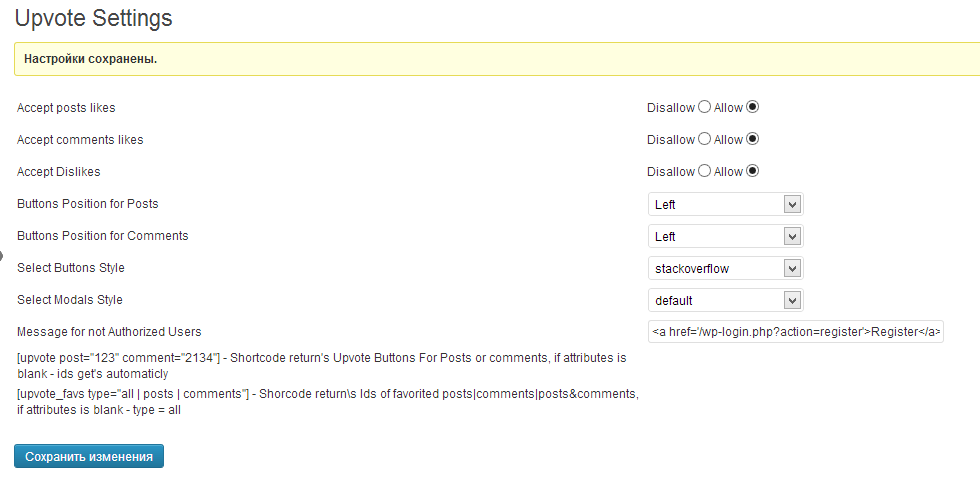 Upvote Settings
Настройки сохранены.
Accept posts likes Disallow Allow
Accept comments likes Disallow Allow
Accept Dislikes Disallow Allow
Buttons Position for Posts Left
Buttons Position for Comments Left
Select Buttons Style stackoverflow
Select Modals Style default
Message for not Authorized Users <a href='/wp-login.php?action=register'>Register</a>
[upvote post="123" comment="2134"] - Shortcode return's Upvote Buttons For Posts or comments, if attributes is
blank - ids get's automaticly
[upvote_favs type="all | posts | comments"] - Shorcode return\s Ids of favorited posts|comments|posts&comments,
if attributes is blank - type = all
Сохранить изменения